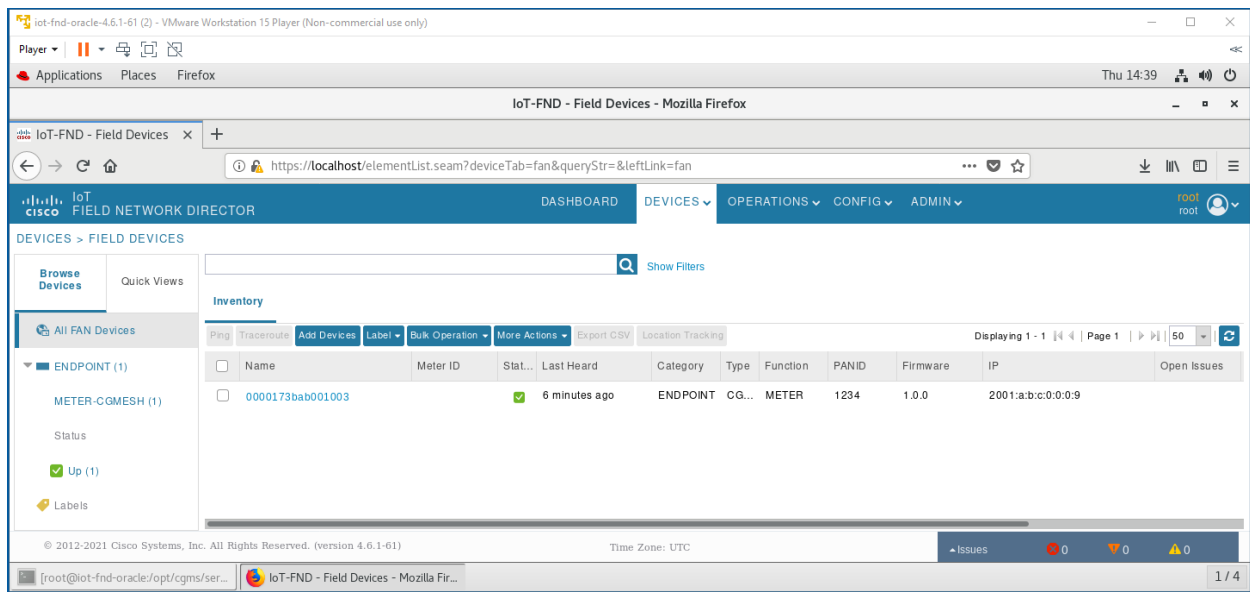 iot-fnd-oracle-4.6.1-61 (2) - VMware Workstation 15 Player (Non-commercial use only)
Player
Applications Places Firefox Thu 14:39
IoT-FND - Field Devices - Mozilla Firefox
IoT-FND - Field Devices
https://localhost/elementList.seam?deviceTab=fan&queryStr=&leftLink=fan
cisco IoT FIELD NETWORK DIRECTOR
DASHBOARD DEVICES OPERATIONS CONFIG ADMIN
root
root
DEVICES > FIELD DEVICES
Browse Devices
Quick Views
Show Filters
Inventory
All FAN Devices
Ping Traceroute Add Devices Label Bulk Operation More Actions Export CSV Location Tracking Displaying 1 - 1 Page 1 50
ENDPOINT (1)
Name Meter ID Stat... Last Heard Category Type Function PANID Firmware IP Open Issues
METER-CGMESH (1)
0000173bab001003 6 minutes ago ENDPOINT CG... METER 1234 1.0.0 2001:a:b:c:0:0:0:9
Status
Up (1)
Labels
© 2012-2021 Cisco Systems, Inc. All Rights Reserved. (version 4.6.1-61) Time Zone: UTC Issues 0 0 0
[root@iot-fnd-oracle:/opt/cgms/ser... IoT-FND - Field Devices - Mozilla Fir... 1 / 4